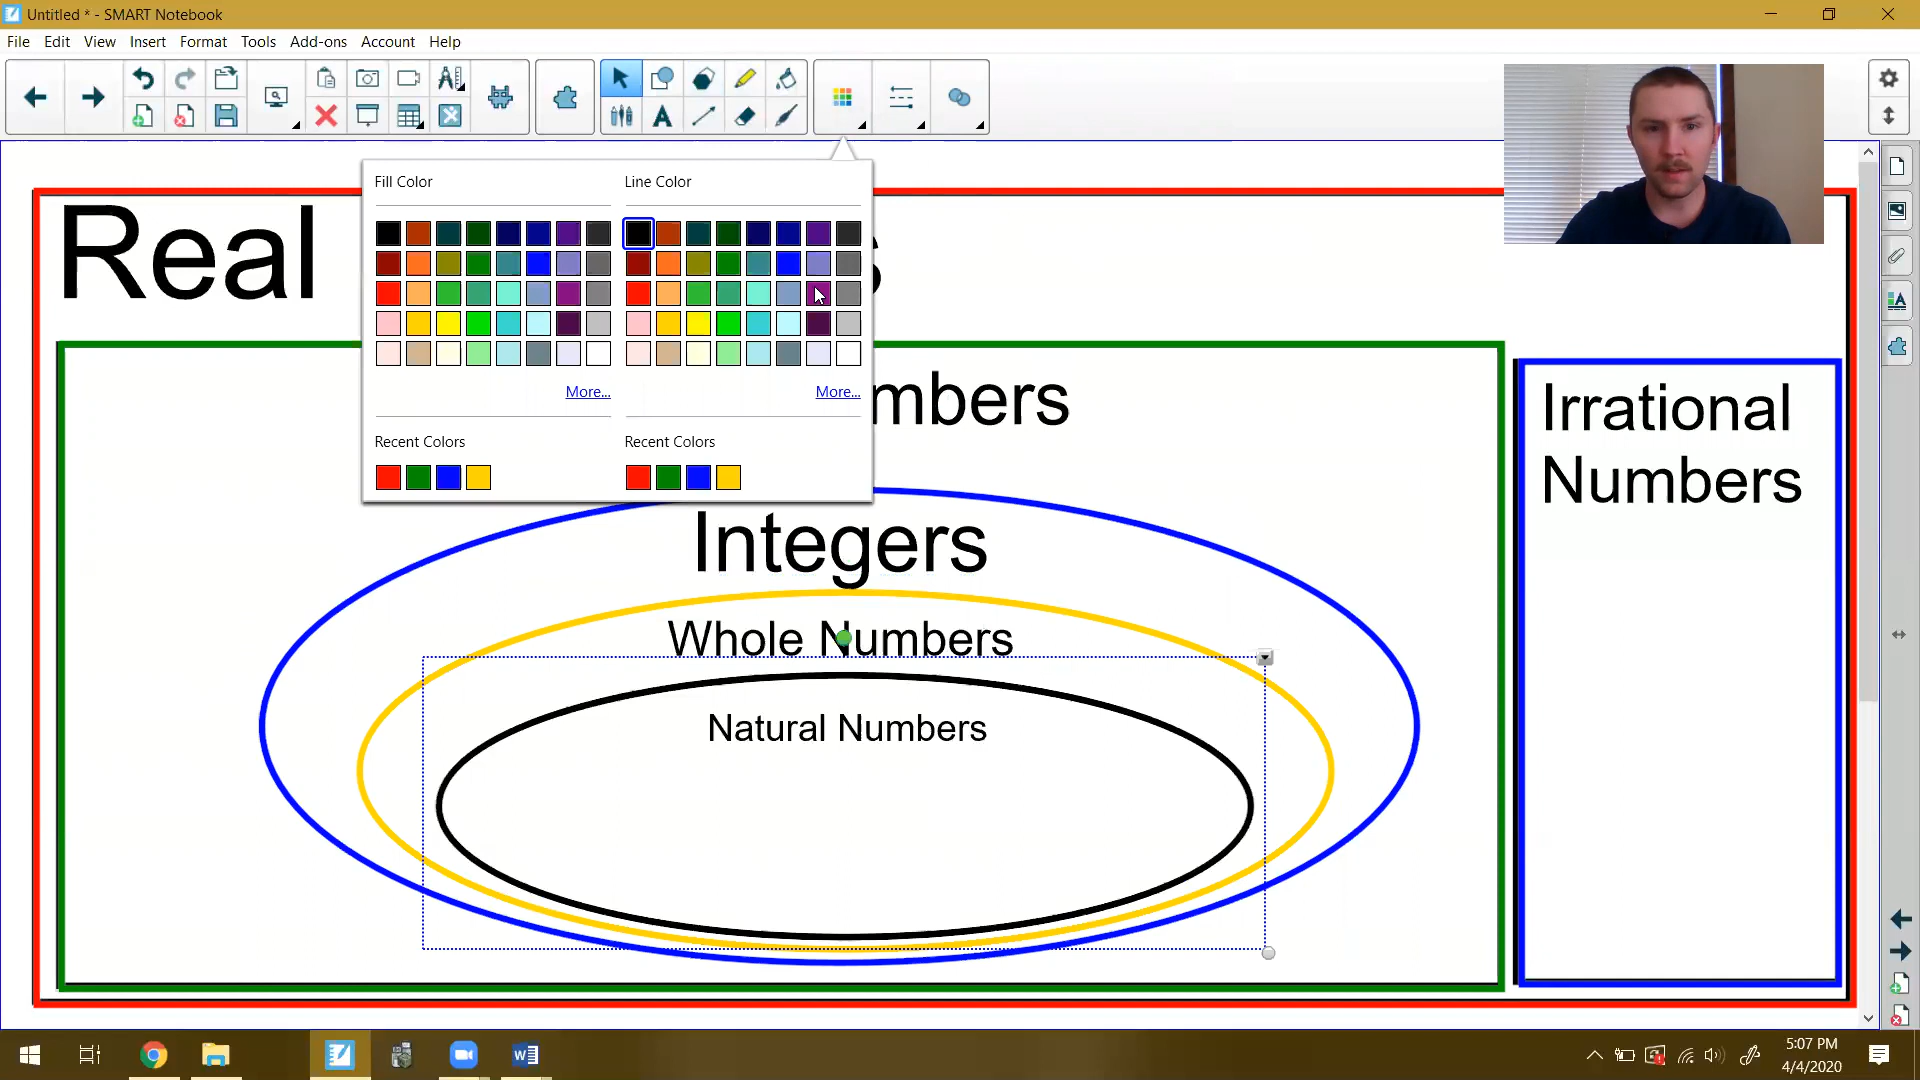 Untitled * - SMART Notebook
File Edit View Insert Format Tools Add-ons Account Help
Fill Color Line Color
Real s
More... More...
Recent Colors Recent Colors
mbers
Irrational
Numbers
Integers
Whole Numbers
Natural Numbers
5:07 PM
4/4/2020